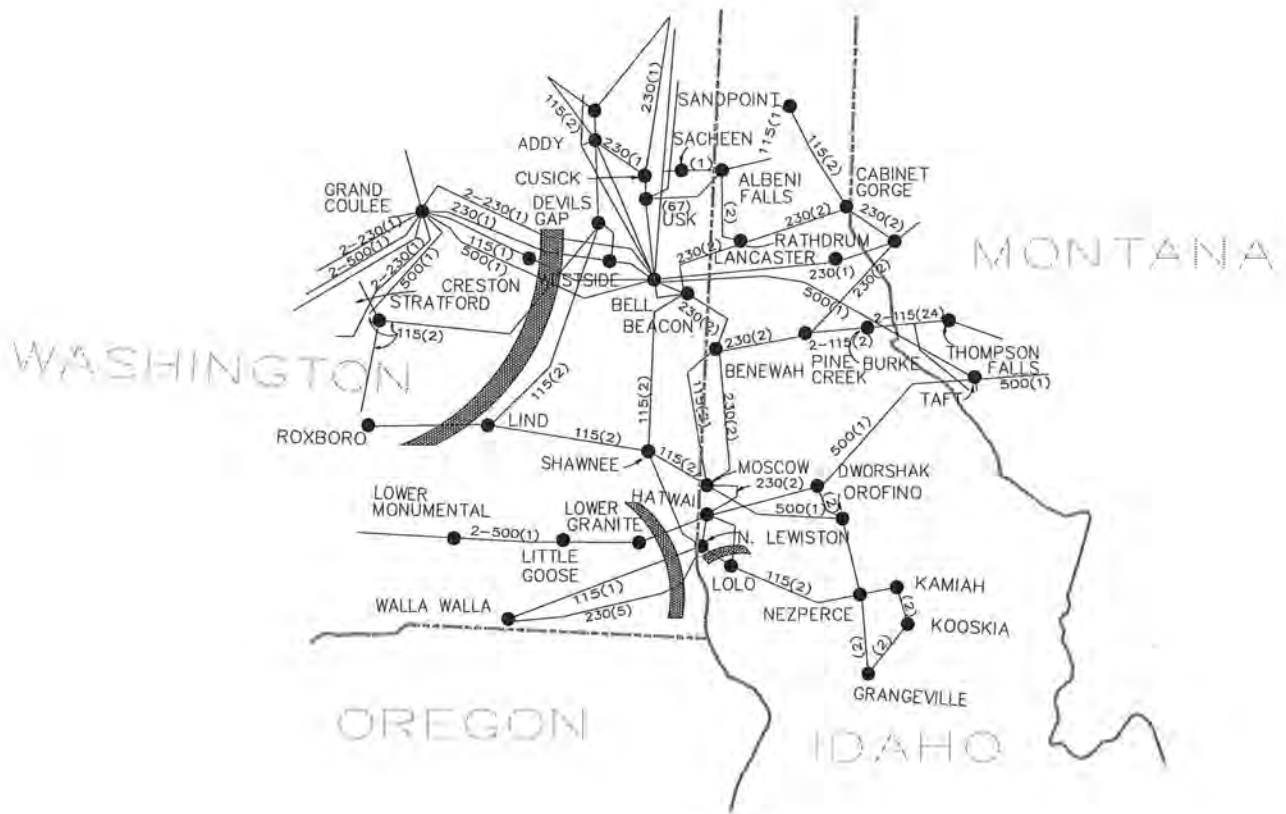 SANDPOINT
115(2)
230(1)
115(1
ADDY
230(1
SACHEEN
(1)
115(2)
CUSICK
CABINET
GORGE
GRAND
COULEE
2-230(1)
230(1)
DEVILS
GAP
(67)
USK
ALBENI
FALLS
(2)
230(2)
230(2)
MONTANA
2-230(1)
2-500(1)
2-230(1)
500(1)
115(1)
500(1)
CRESTON
230(2)
RATHDRUM
LANCASTER
230(1)
230(2)
STRATFORD
BELL
BEACON
500(1)
230(2)
115(2)
WASHINGTON
230(2)
BENEWAH
2-115(2)
PINE
CREEK
BURKE
2-115(24)
THOMPSON
FALLS
500(1)
TAFT
115(2)
115(2)
230(2)
ROXBORO
LIND
115(2)
SHAWNEE
115(2)
MOSCOW
230(2)
500(1)
DWORSHAK
OROFINO
(2)
HATWAI
500(1)
LOWER
MONUMENTAL
2-500(1)
LOWER
GRANITE
LITTLE
GOOSE
N. LEWISTON
LOLO
115(2)
WALLA WALLA
115(1)
230(5)
NEZPERCE
KAMIAH
(2)
KOOSKIA
(2)
(2)
GRANGEVILLE
OREGON
IDAHO